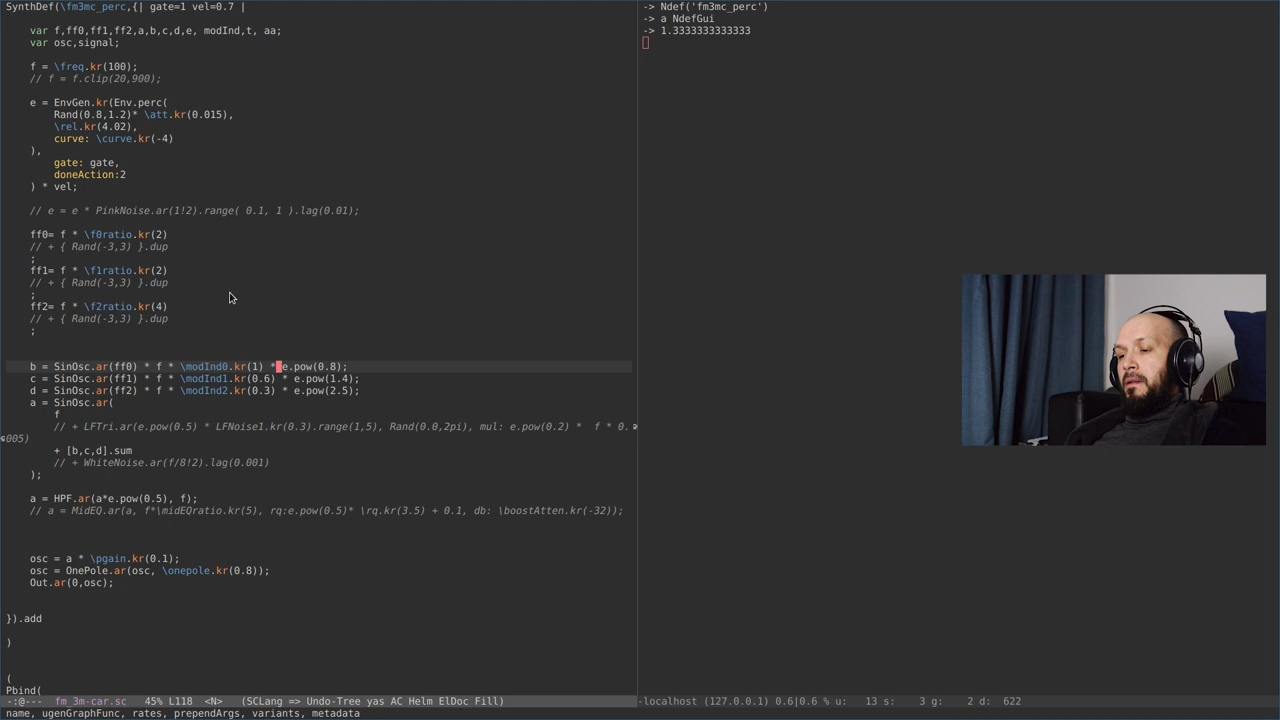 SynthDef(\fm3mc_perc,{| gate=1 vel=0.7 |
var f,ff0,ff1,ff2,a,b,c,d,e, modInd,t, aa;
var osc,signal;
f = \freq.kr(100);
// f = f.clip(20,900);
e = EnvGen.kr(Env.perc(
Rand(0.8,1.2)* \att.kr(0.015),
\rel.kr(4.02),
curve: \curve.kr(-4)
),
gate: gate,
doneAction:2
) * vel;
// e = e * PinkNoise.ar(1!2).range( 0.1, 1 ).lag(0.01);
ff0= f * \f0ratio.kr(2)
// + { Rand(-3,3) }.dup
;
ff1= f * \f1ratio.kr(2)
// + { Rand(-3,3) }.dup
;
ff2= f * \f2ratio.kr(4)
// + { Rand(-3,3) }.dup
;
b = SinOsc.ar(ff0) * f * \modInd0.kr(1) * e.pow(0.8);
c = SinOsc.ar(ff1) * f * \modInd1.kr(0.6) * e.pow(1.4);
d = SinOsc.ar(ff2) * f * \modInd2.kr(0.3) * e.pow(2.5);
a = SinOsc.ar(
f
// + LFTri.ar(e.pow(0.5) * LFNoise1.kr(0.3).range(1,5), Rand(0.0,2pi), mul: e.pow(0.2) *  f * 0.
005)
+ [b,c,d].sum
// + WhiteNoise.ar(f/8!2).lag(0.001)
);
a = HPF.ar(a*e.pow(0.5), f);
// a = MidEQ.ar(a, f*\midEQratio.kr(5), rq:e.pow(0.5)* \rq.kr(3.5) + 0.1, db: \boostAtten.kr(-32));
osc = a * \pgain.kr(0.1);
osc = OnePole.ar(osc, \onepole.kr(0.8));
Out.ar(0,osc);
}).add
)
(
Pbind(
-:@--- fm 3m-car.sc 45% L118 <N> (SCLang => Undo-Tree yas AC Helm ElDoc Fill)
name, ugenGraphFunc, rates, prependArgs, variants, metadata
-> Ndef('fm3mc_perc')
-> a NdefGui
-> 1.3333333333333
-localhost (127.0.0.1) 0.6|0.6 % u: 13 s: 3 g: 2 d: 622